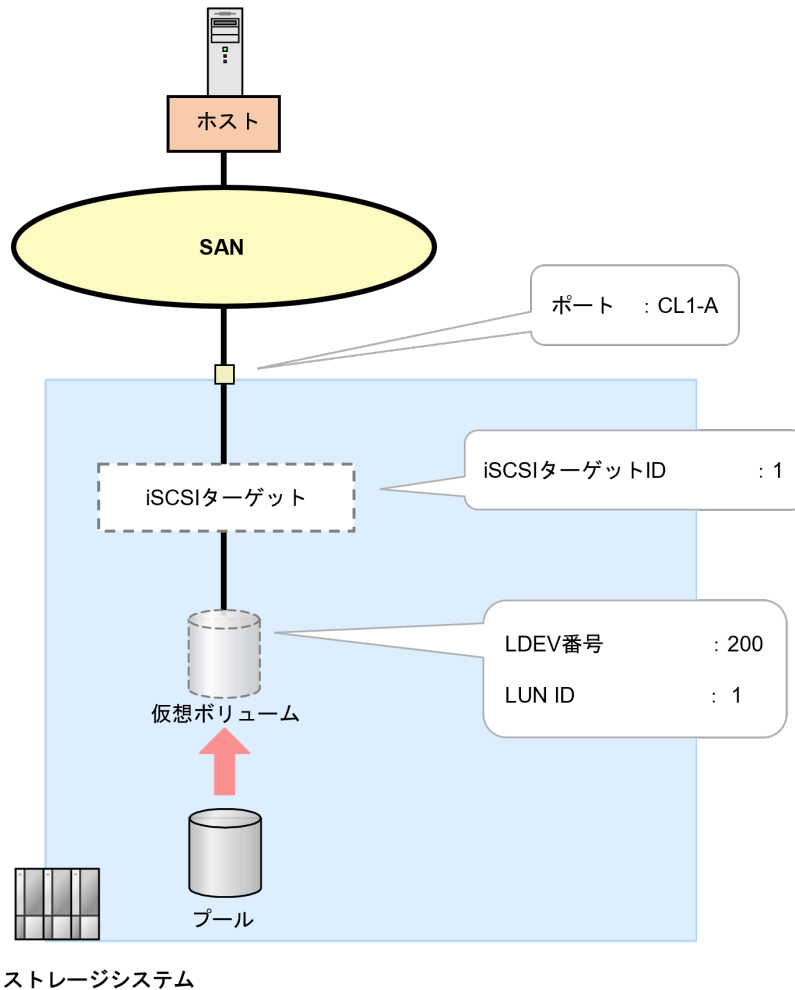 ホスト
SAN
ポート : CL1-A
iSCSIターゲットID : 1
iSCSIターゲット
LDEV番号 : 200
LUN ID : 1
仮想ボリューム
プール
ストレージシステム